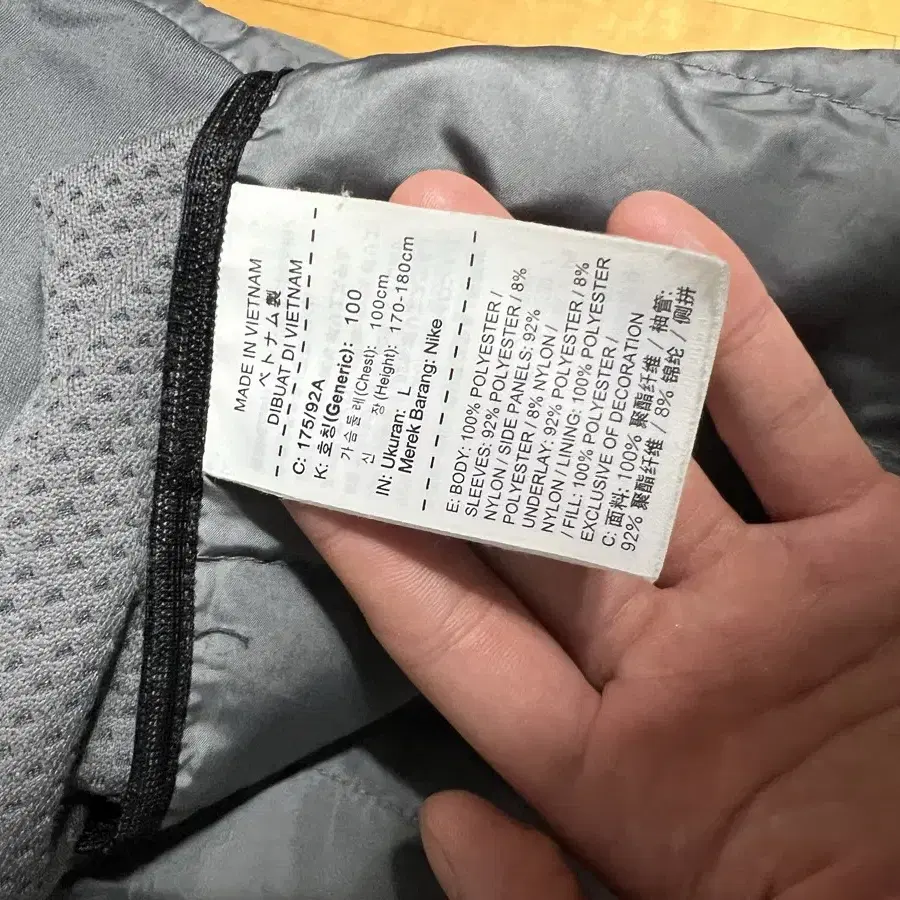 MADE IN VIETNAM
ベトナム製
DIBUAT DI VIETNAM
C: 175/92A
K: 호칭(Generic): 100
가슴둘레(Chest): 100cm
신 장(Height): 170-180cm
IN: Ukuran: L
Merek Barang: Nike
E: BODY: 100% POLYESTER /
SLEEVES: 92% POLYESTER / 8%
NYLON / SIDE PANELS: 92%
POLYESTER / 8% NYLON /
UNDERLAY: 92% POLYESTER / 8%
NYLON / LINING: 100% POLYESTER
/ FILL: 100% POLYESTER /
EXCLUSIVE OF DECORATION
C: 面料: 100% 聚酯纤维 / 袖管:
92% 聚酯纤维 / 8% 锦纶 / 侧拼